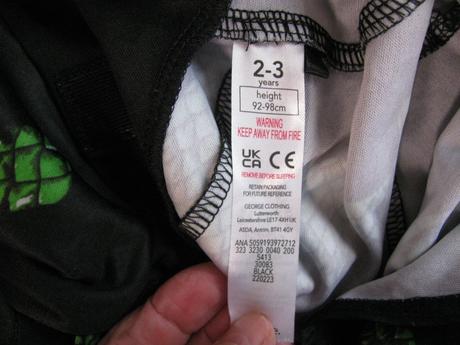 2-3
years
height
92-98cm
WARNING
KEEP AWAY FROM FIRE
UK
CA CE
REMOVE BEFORE SLEEPING
RETAIN PACKAGING
FOR FUTURE REFERENCE
GEORGE CLOTHING
Lutterworth
Leicestershire LE17 4XH UK
ASDA, Antrim, BT41 4GY
ANA 5059193972712
323 3230 0040 200
5413
30083
BLACK
220223
e.